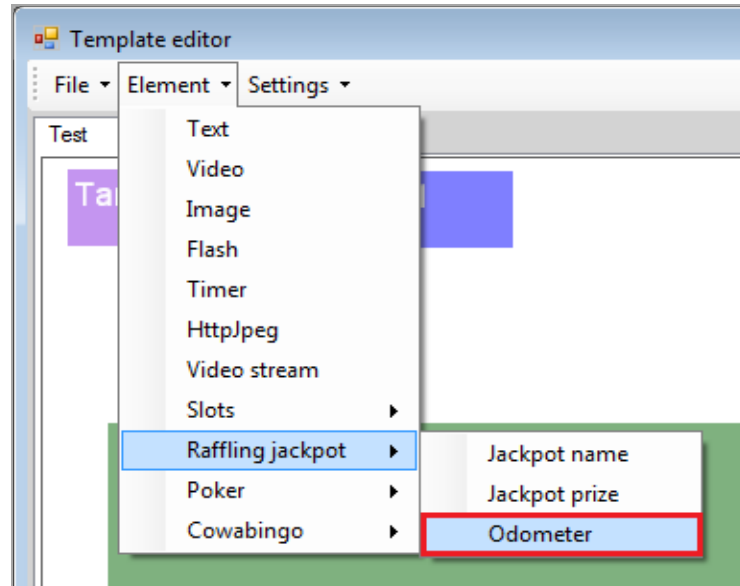 Template editor
File Element Settings
Test
Text
Video
Image
Flash
Timer
HttpJpeg
Video stream
Slots
Raffling jackpot
Poker
Cowabingo
Jackpot name
Jackpot prize
Odometer